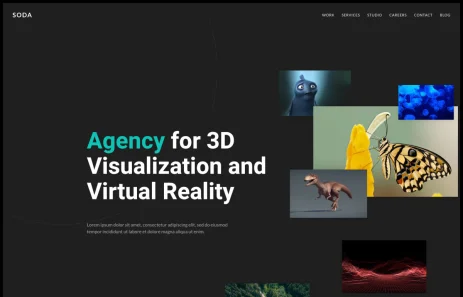 SODA
WORK SERVICES STUDIO CAREERS CONTACT BLOG
Agency for 3D
Visualization and
Virtual Reality
Lorem ipsum dolor sit amet, consectetur adipiscing elit, sed do eiusmod
tempor incididunt ut labore et dolore magna aliqua ut enim.